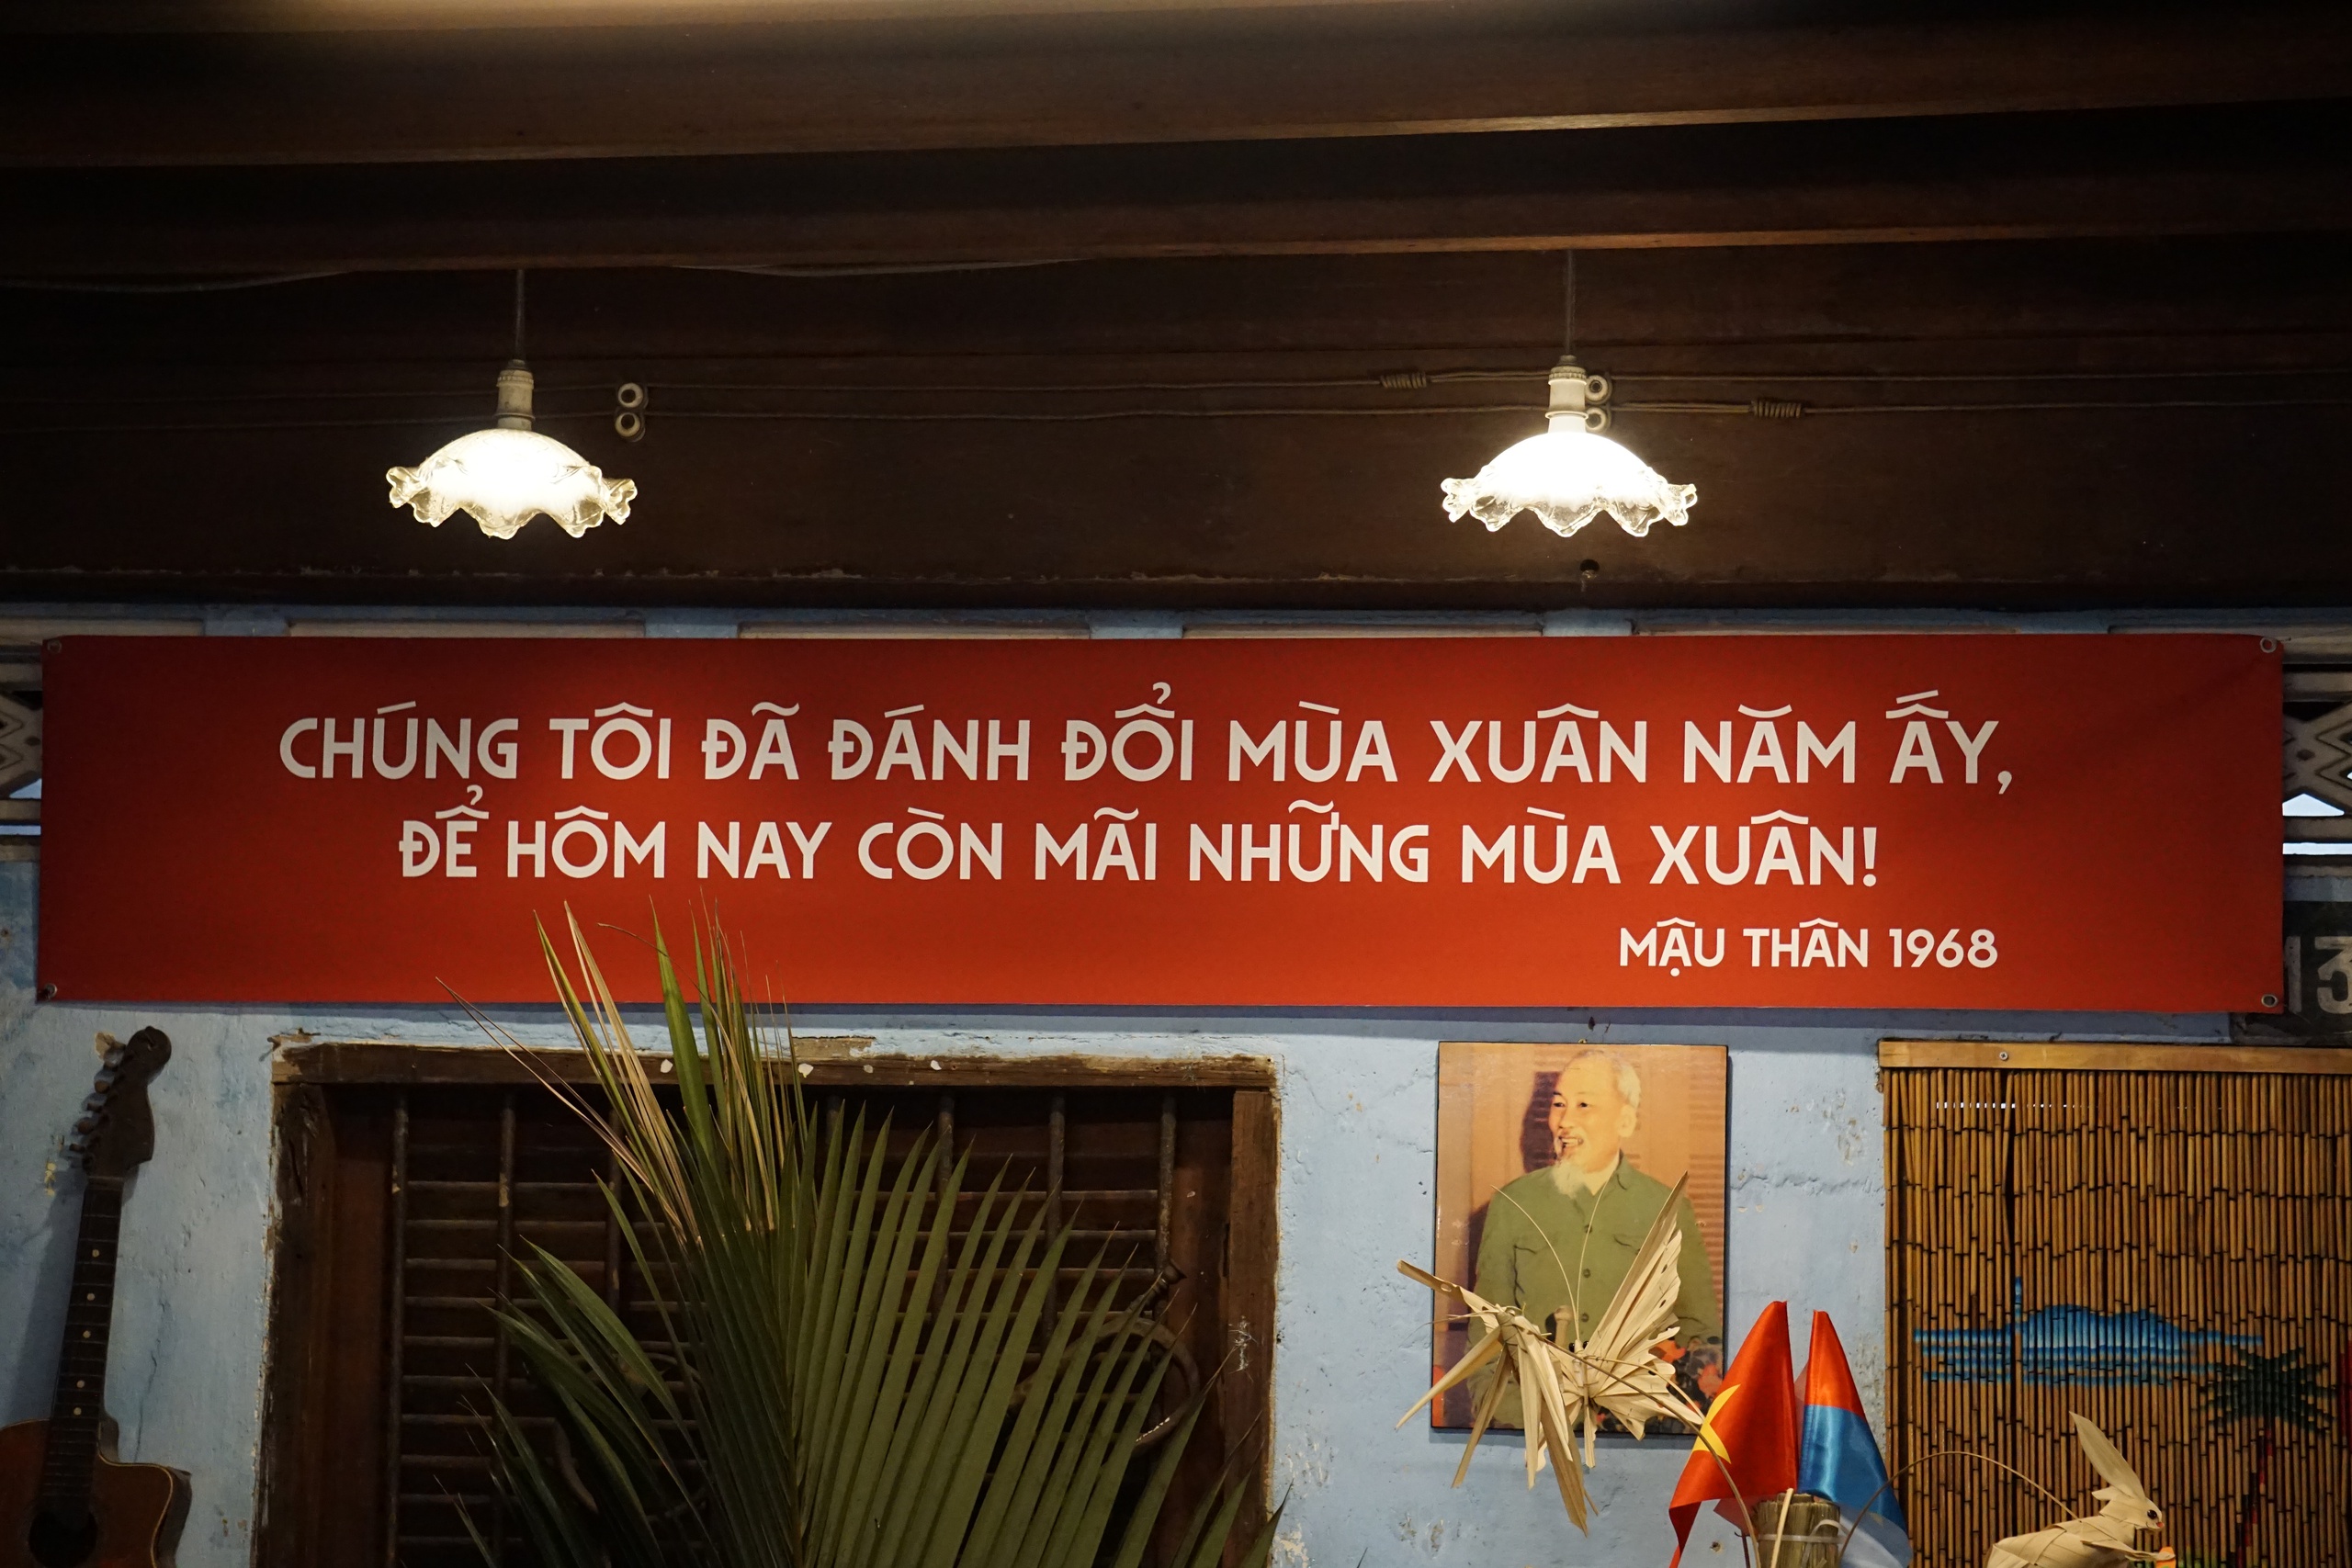 CHÚNG TÔI ĐÃ ĐÁNH ĐỔI MÙA XUÂN NĂM ẤY,
ĐỂ HÔM NAY CÒN MÃI NHỮNG MÙA XUÂN!
MẬU THÂN 1968